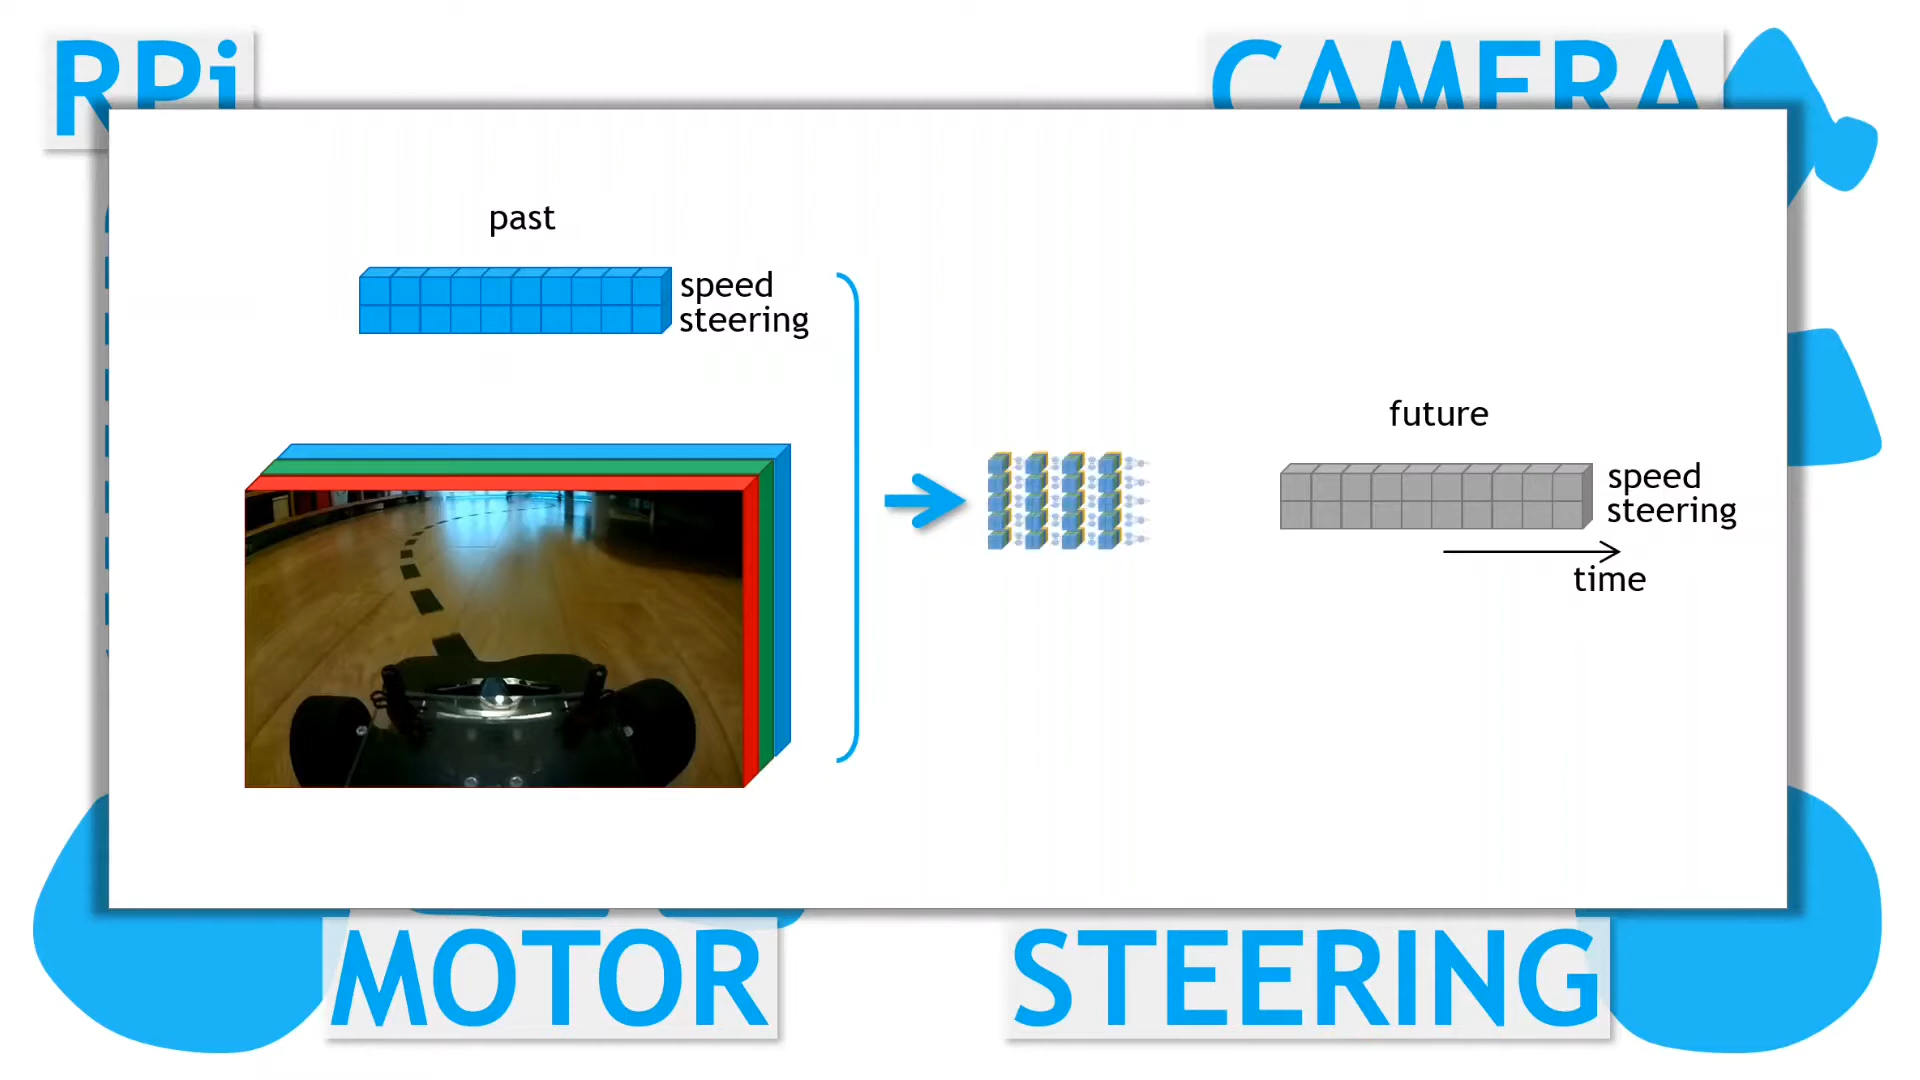 RPi
CAMERA
past
speed
steering
future
speed
steering
time
MOTOR
STEERING